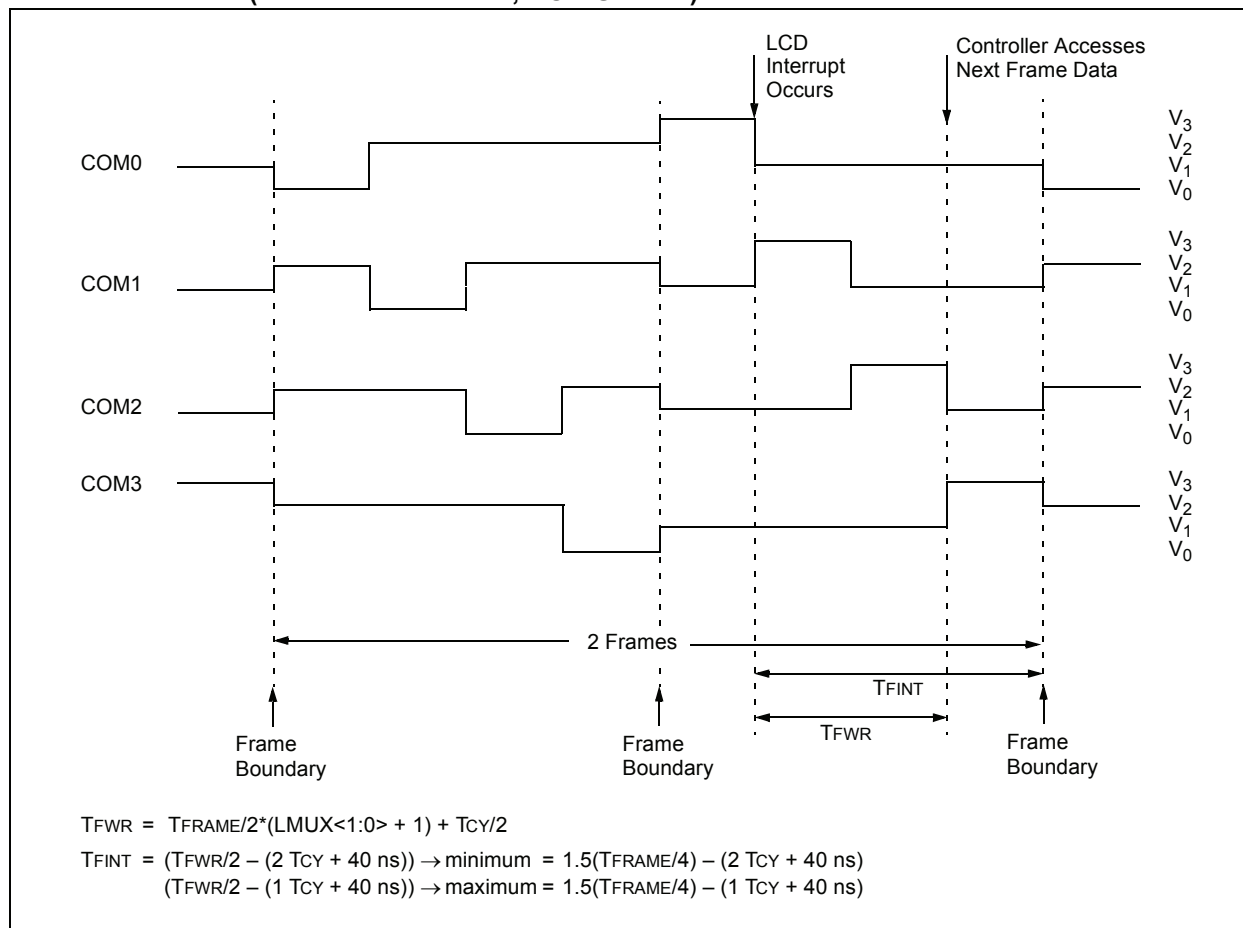 LCD
Interrupt
Occurs
Controller Accesses
Next Frame Data
COM0
V3
V2
V1
V0
COM1
V3
V2
V1
V0
COM2
V3
V2
V1
V0
COM3
V3
V2
V1
V0
2 Frames
TFINT
TFWR
Frame
Boundary
Frame
Boundary
Frame
Boundary
TFWR = TFRAME/2*(LMUX<1:0> + 1) + TCY/2
TFINT = (TFWR/2 – (2 TCY + 40 ns)) → minimum = 1.5(TFRAME/4) – (2 TCY + 40 ns)
(TFWR/2 – (1 TCY + 40 ns)) → maximum = 1.5(TFRAME/4) – (1 TCY + 40 ns)